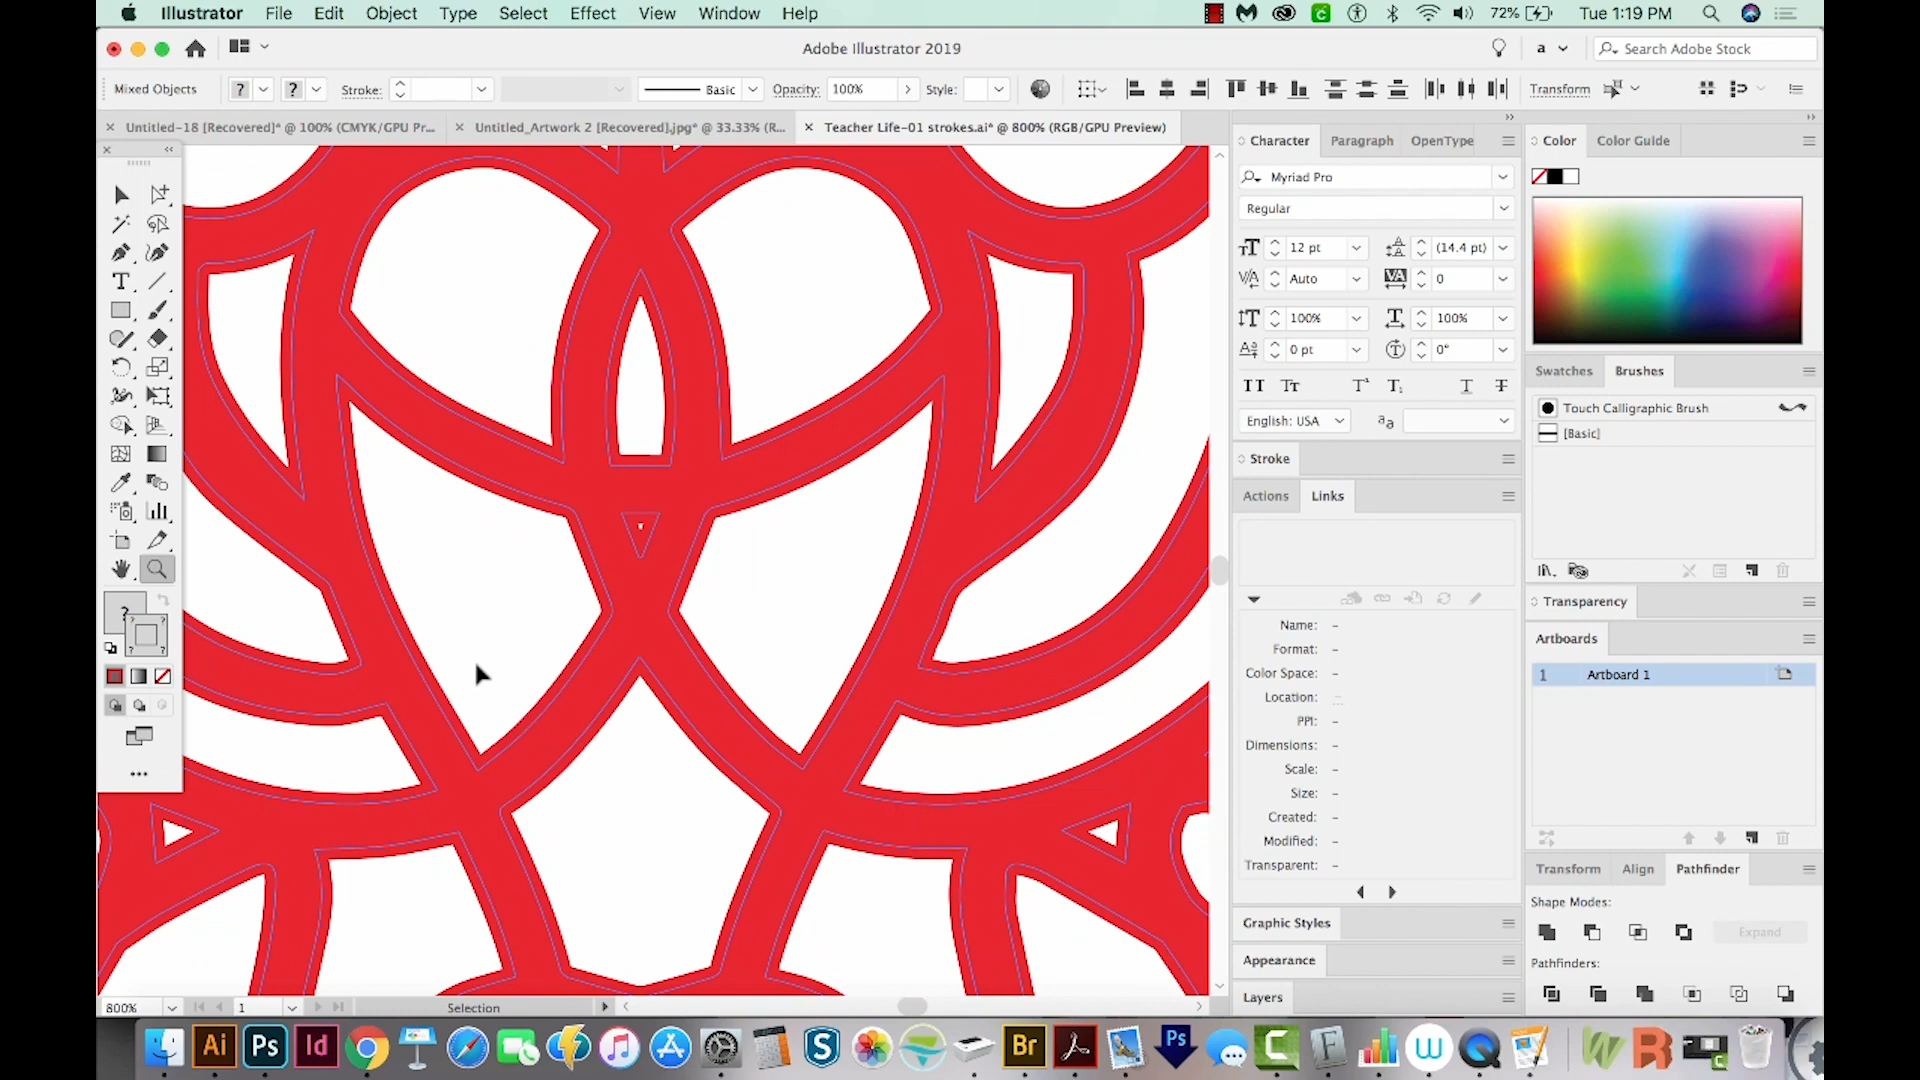 Illustrator File Edit Object Type Select Effect View Window Help 72% Tue 1:19 PM
Adobe Illustrator 2019 a Search Adobe Stock
Mixed Objects ? ? Stroke: Basic Opacity: 100% Style: Transform
Untitled-18 [Recovered]* @ 100% (CMYK/GPU Pr... Untitled_Artwork 2 [Recovered].jpg* @ 33.33% (R... Teacher Life-01 strokes.ai* @ 800% (RGB/GPU Preview)
Character Paragraph OpenType
Myriad Pro
Regular
12 pt (14.4 pt)
Auto 0
100% 100%
0 pt 0°
English: USA
Stroke
Actions Links
Name: –
Format: –
Color Space: –
Location: –
PPI: –
Dimensions: –
Scale: –
Size: –
Created: –
Modified: –
Transparent: –
Graphic Styles
Appearance
Layers
Color Color Guide
Swatches Brushes
Touch Calligraphic Brush
[Basic]
Transparency
Artboards
1 Artboard 1
Transform Align Pathfinder
Shape Modes:
Expand
Pathfinders:
800% 1 Selection
Ai Ps Id S Br Ps C F W W R